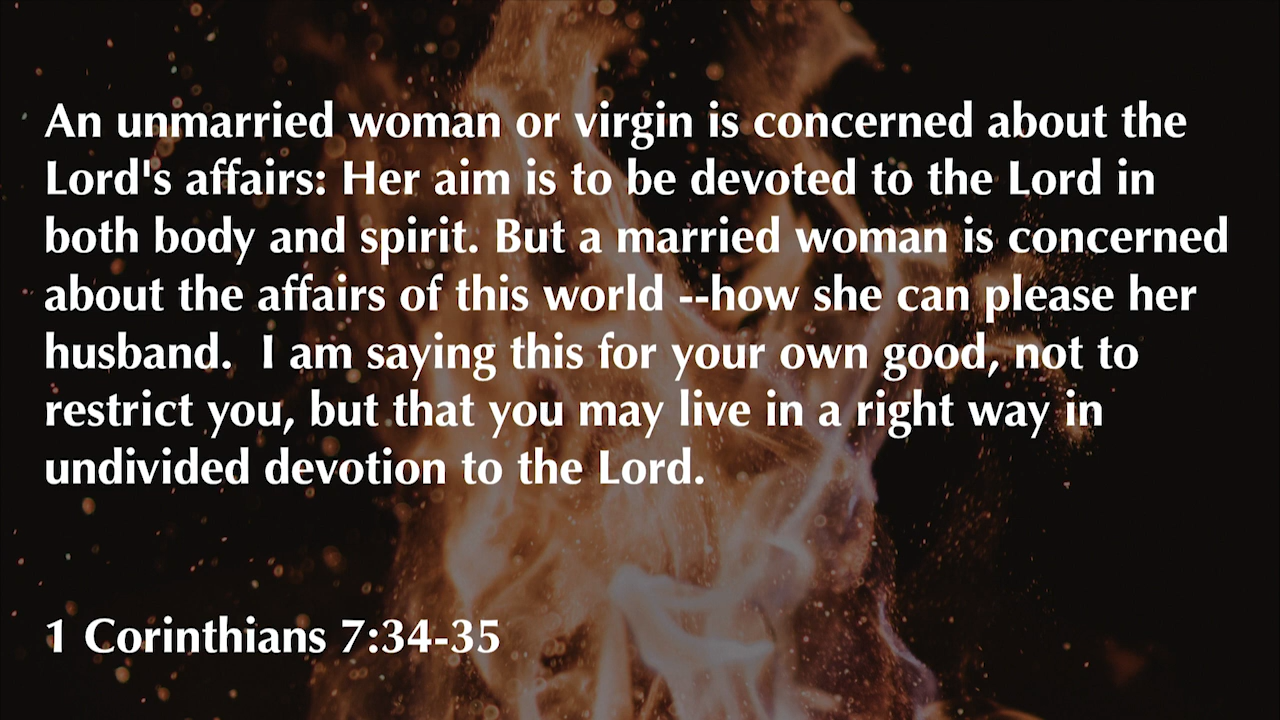 An unmarried woman or virgin is concerned about the
Lord's affairs: Her aim is to be devoted to the Lord in
both body and spirit. But a married woman is concerned
about the affairs of this world --how she can please her
husband.  I am saying this for your own good, not to
restrict you, but that you may live in a right way in
undivided devotion to the Lord.
1 Corinthians 7:34-35